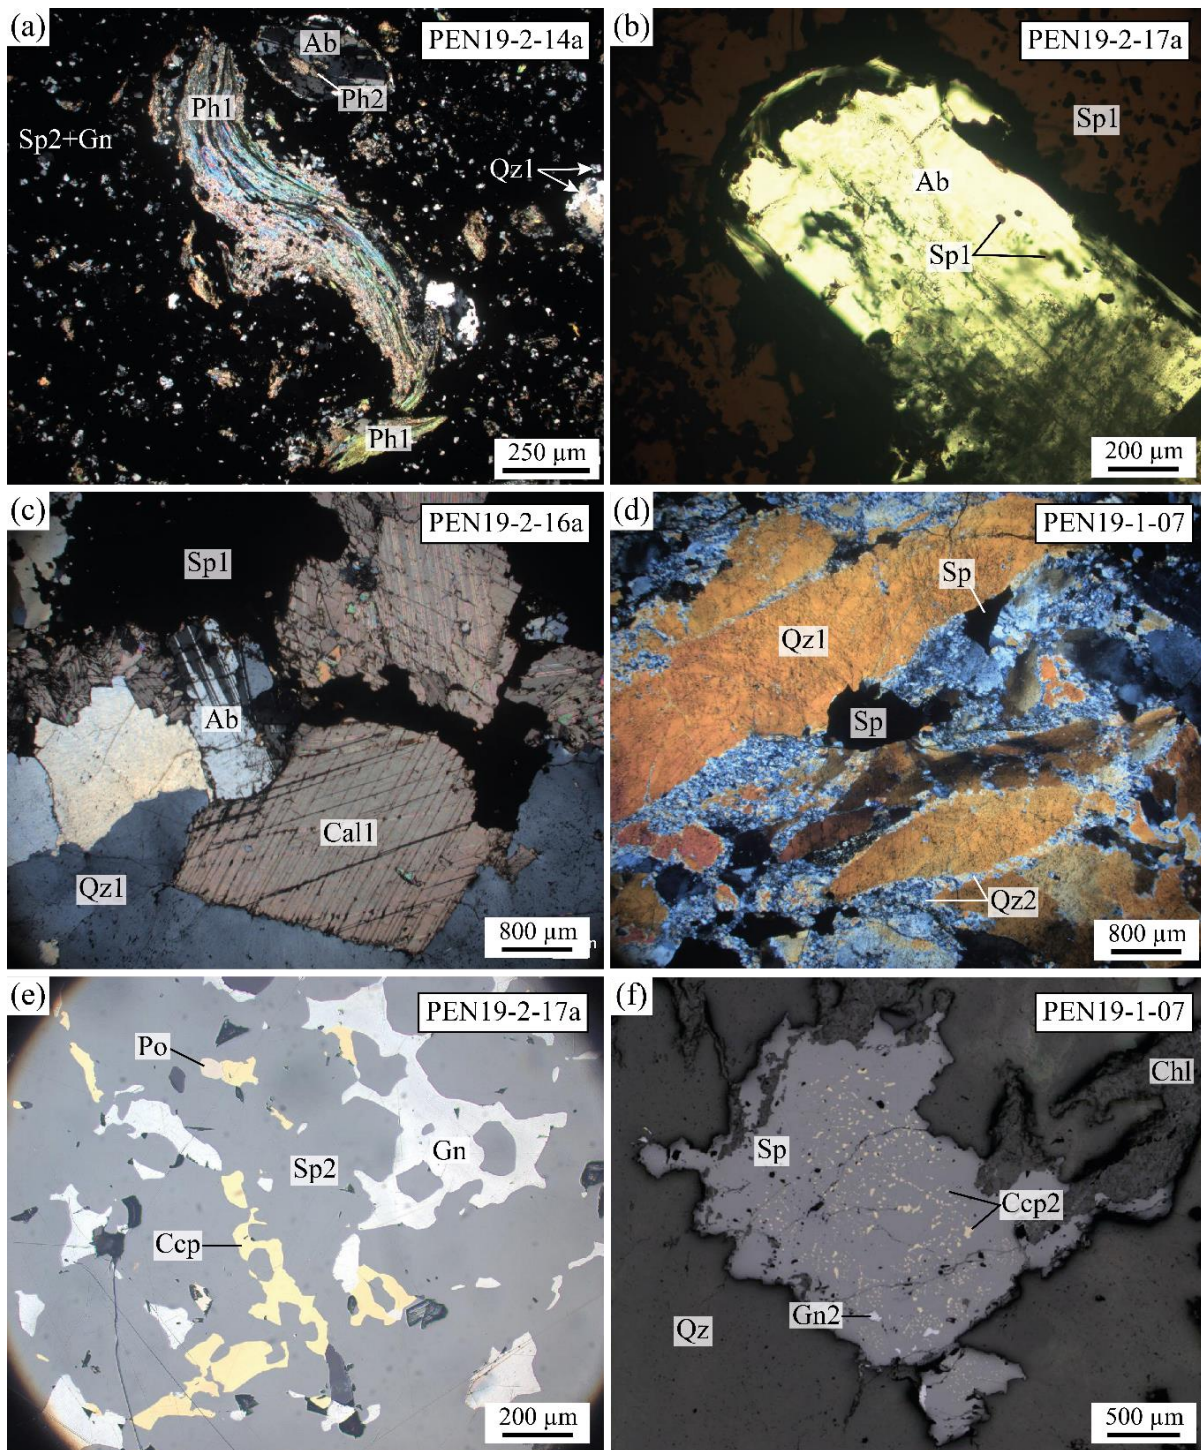 (a)
PEN19-2-14a
Ab
Ph1
Ph2
Sp2+Gn
Qz1
Ph1
250 µm
(b)
PEN19-2-17a
Sp1
Ab
Sp1
200 µm
(c)
PEN19-2-16a
Sp1
Ab
Cal1
Qz1
800 µm
(d)
PEN19-1-07
Sp
Qz1
Sp
Qz2
800 µm
(e)
PEN19-2-17a
Po
Gn
Sp2
Ccp
200 µm
(f)
PEN19-1-07
Chl
Sp
Ccp2
Gn2
Qz
500 µm